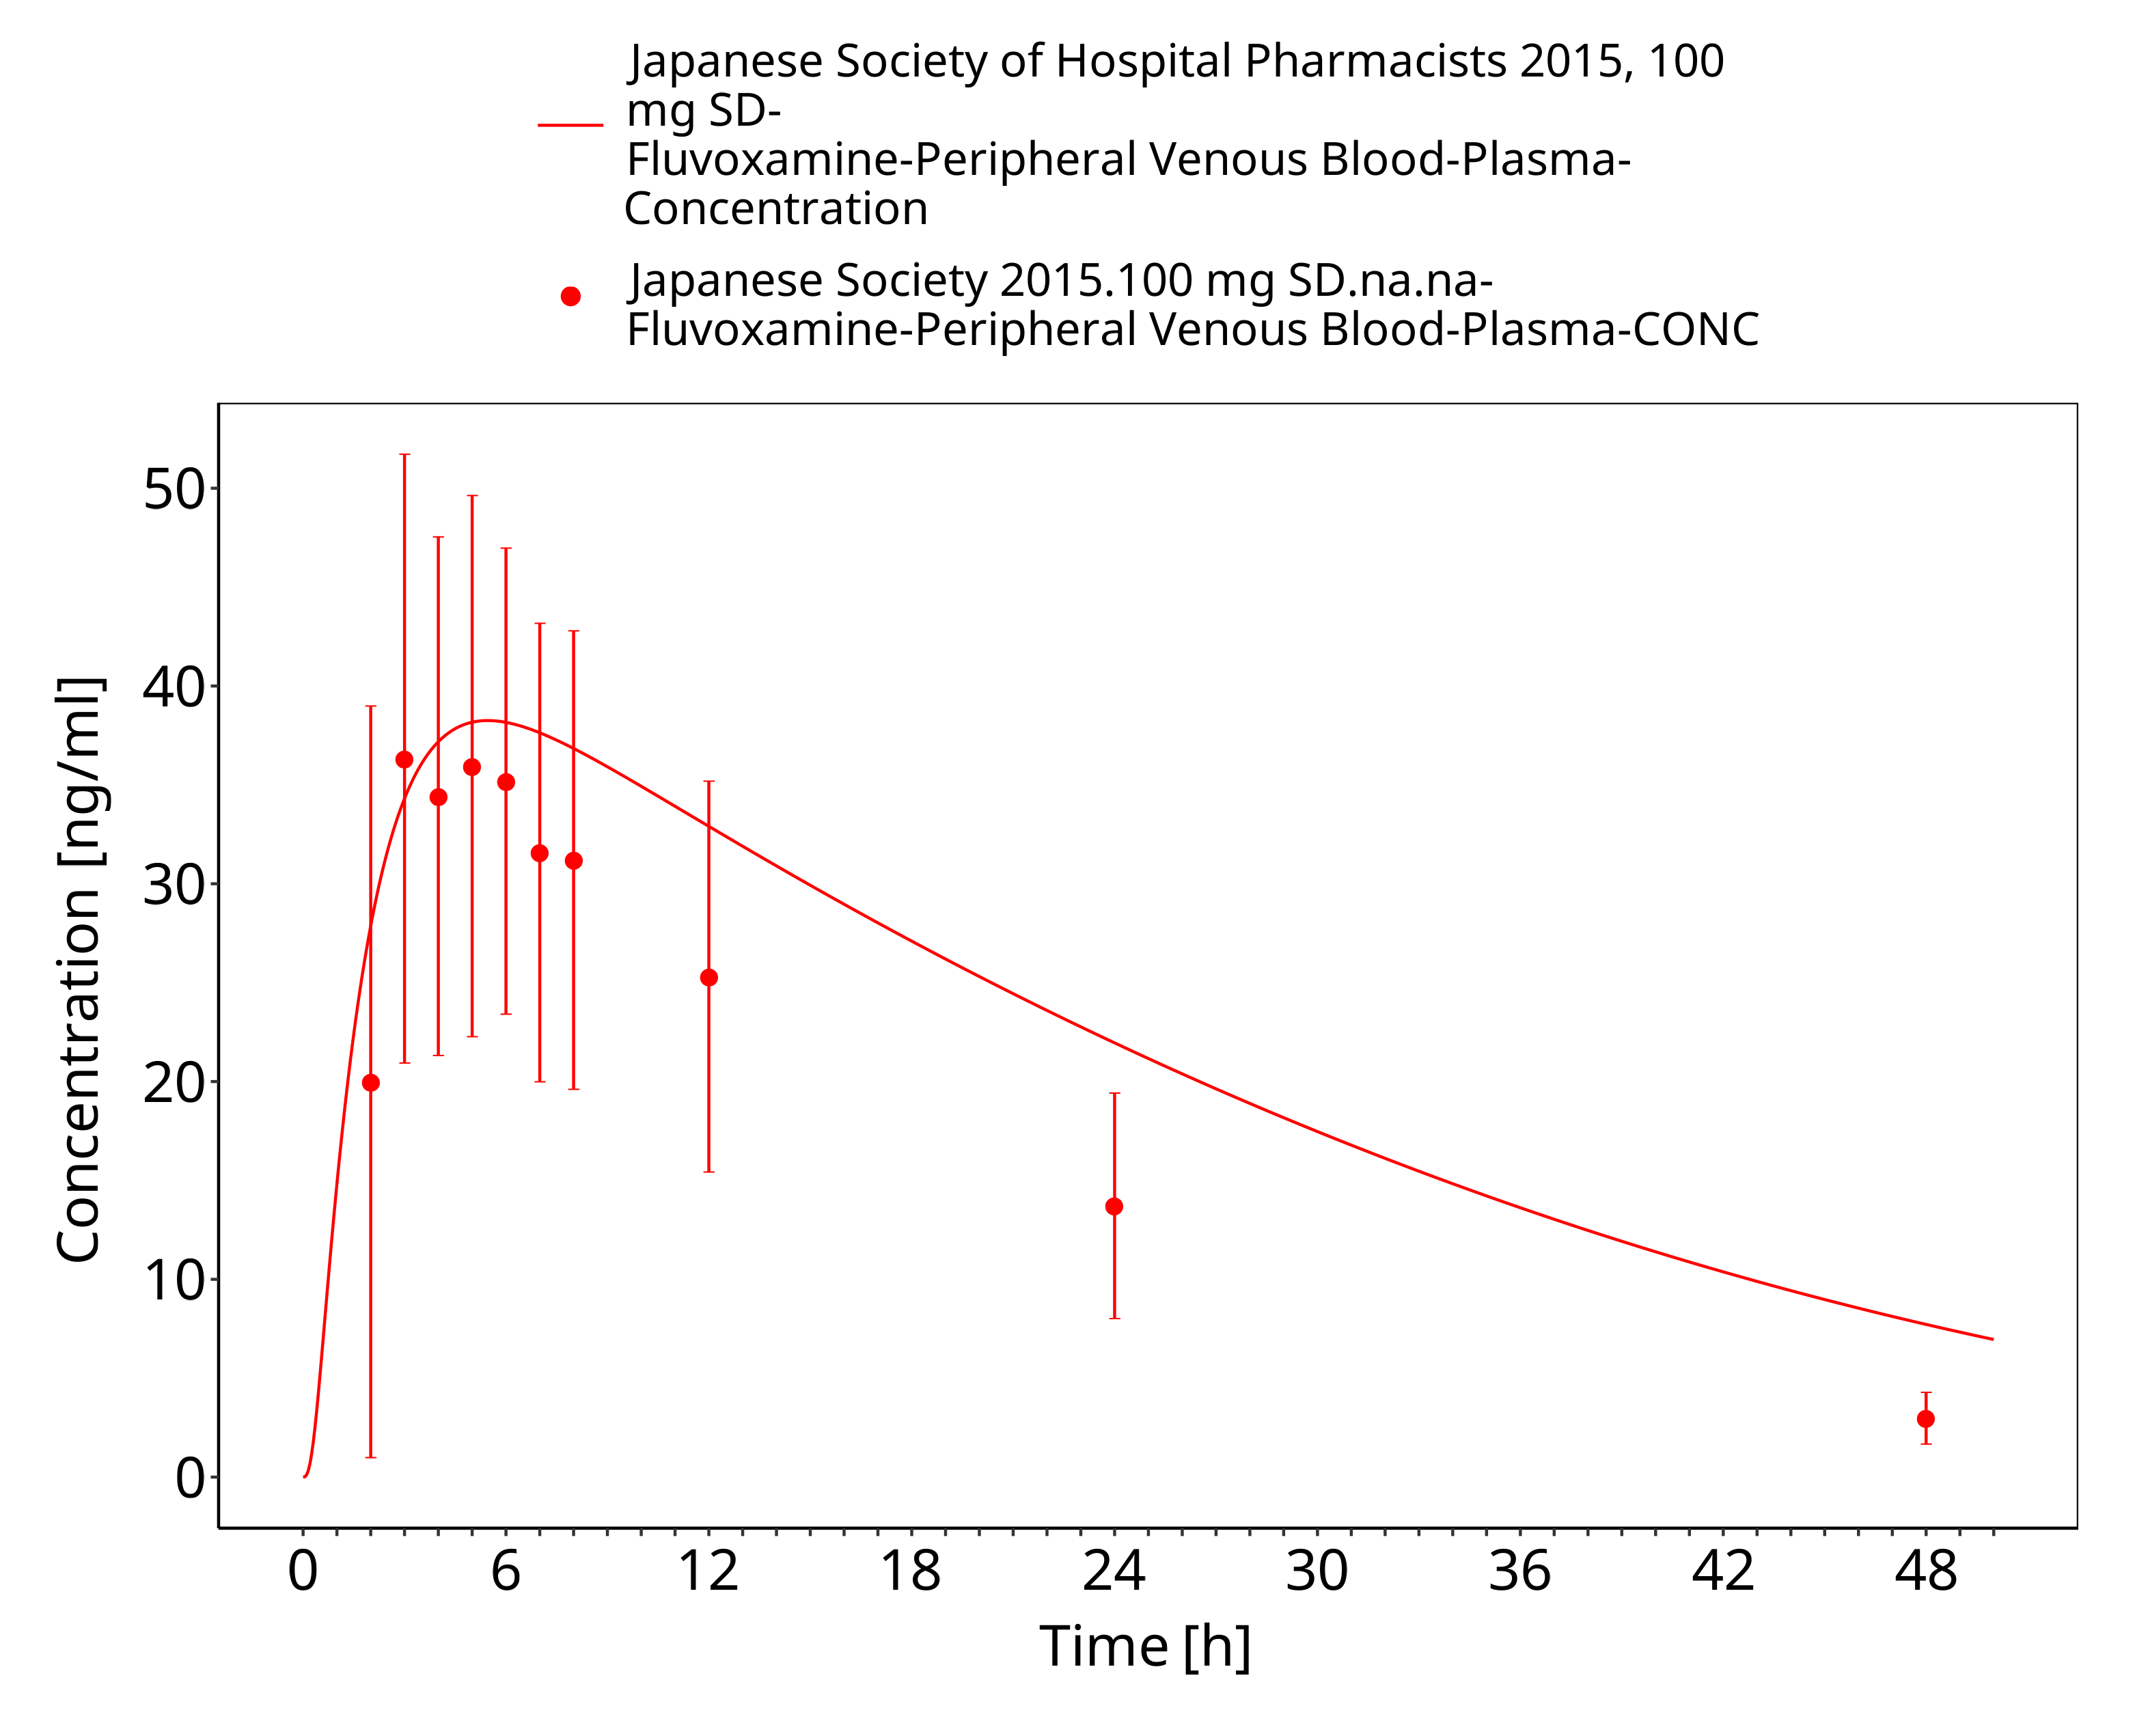 Japanese Society of Hospital Pharmacists 2015, 100
mg SD-
Fluvoxamine-Peripheral Venous Blood-Plasma-
Concentration
Japanese Society 2015.100 mg SD.na.na-
Fluvoxamine-Peripheral Venous Blood-Plasma-CONC
50
40
30
20
10
0
Concentration [ng/ml]
0 6 12 18 24 30 36 42 48
Time [h]